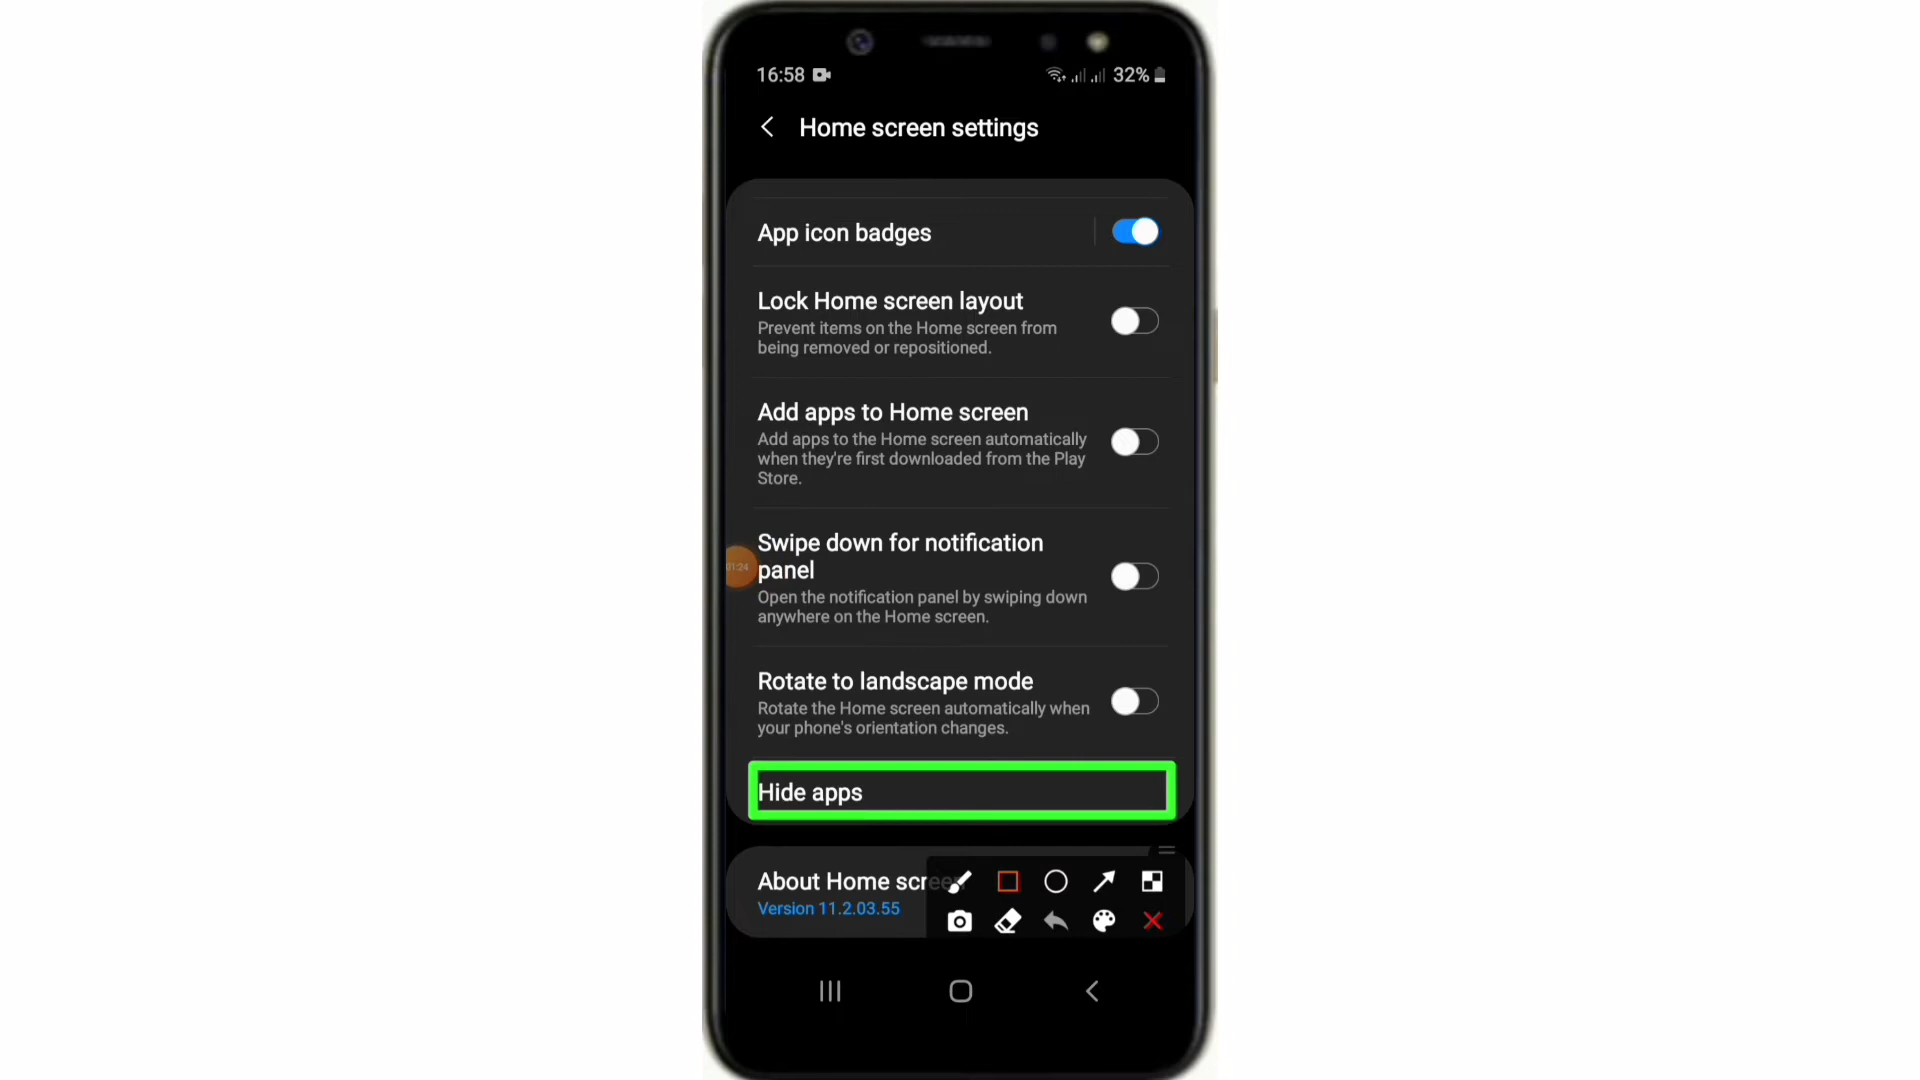 16:58
32%
Home screen settings
App icon badges
Lock Home screen layout
Prevent items on the Home screen from
being removed or repositioned.
Add apps to Home screen
Add apps to the Home screen automatically
when they're first downloaded from the Play
Store.
Swipe down for notification
panel
01:24
Open the notification panel by swiping down
anywhere on the Home screen.
Rotate to landscape mode
Rotate the Home screen automatically when
your phone's orientation changes.
Hide apps
About Home screen
Version 11.2.03.55